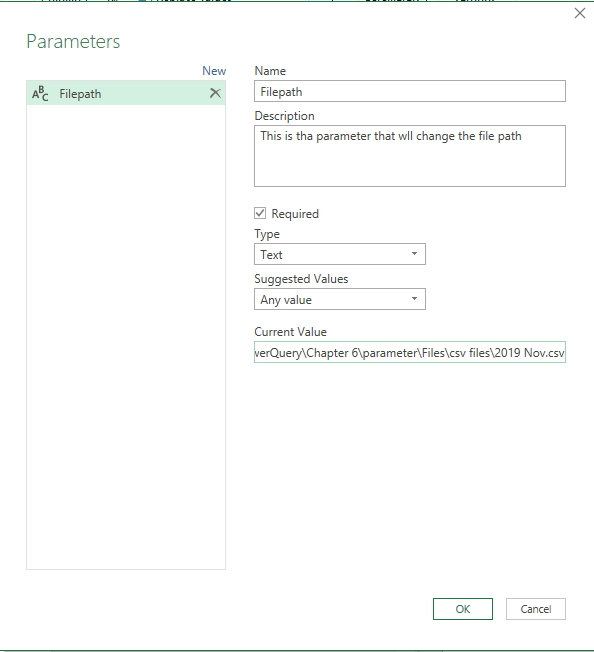 Parameters
New
ABC Filepath
Name
Filepath
Description
This is tha parameter that wll change the file path
Required
Type
Text
Suggested Values
Any value
Current Value
verQuery\Chapter 6\parameter\Files\csv files\2019 Nov.csv
OK
Cancel